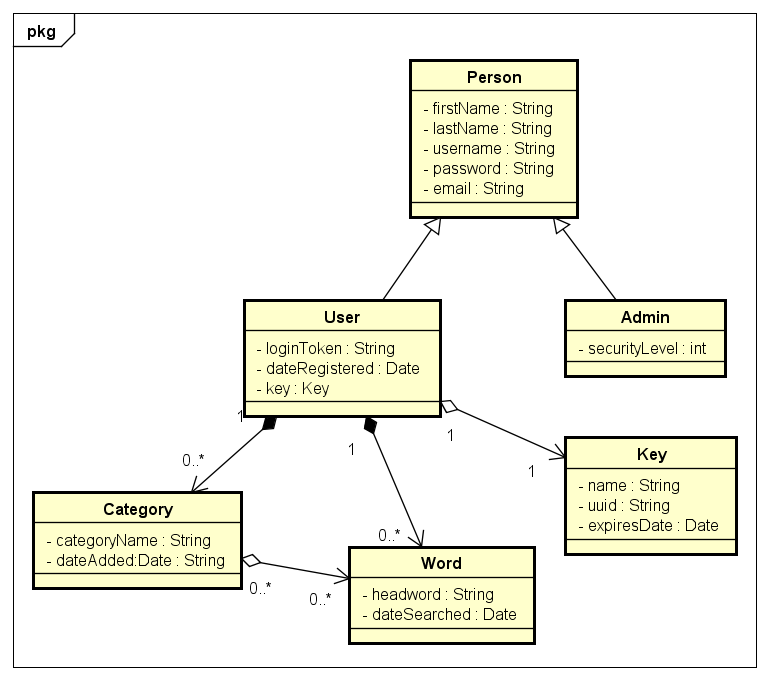 pkg
Person
- firstName : String
- lastName : String
- username : String
- password : String
- email : String
User
- loginToken : String
- dateRegistered : Date
- key : Key
Admin
- securityLevel : int
1
1
1
1
0..*
0..*
Key
- name : String
- uuid : String
- expiresDate : Date
Category
- categoryName : String
- dateAdded:Date : String
0..*
0..*
Word
- headword : String
- dateSearched : Date